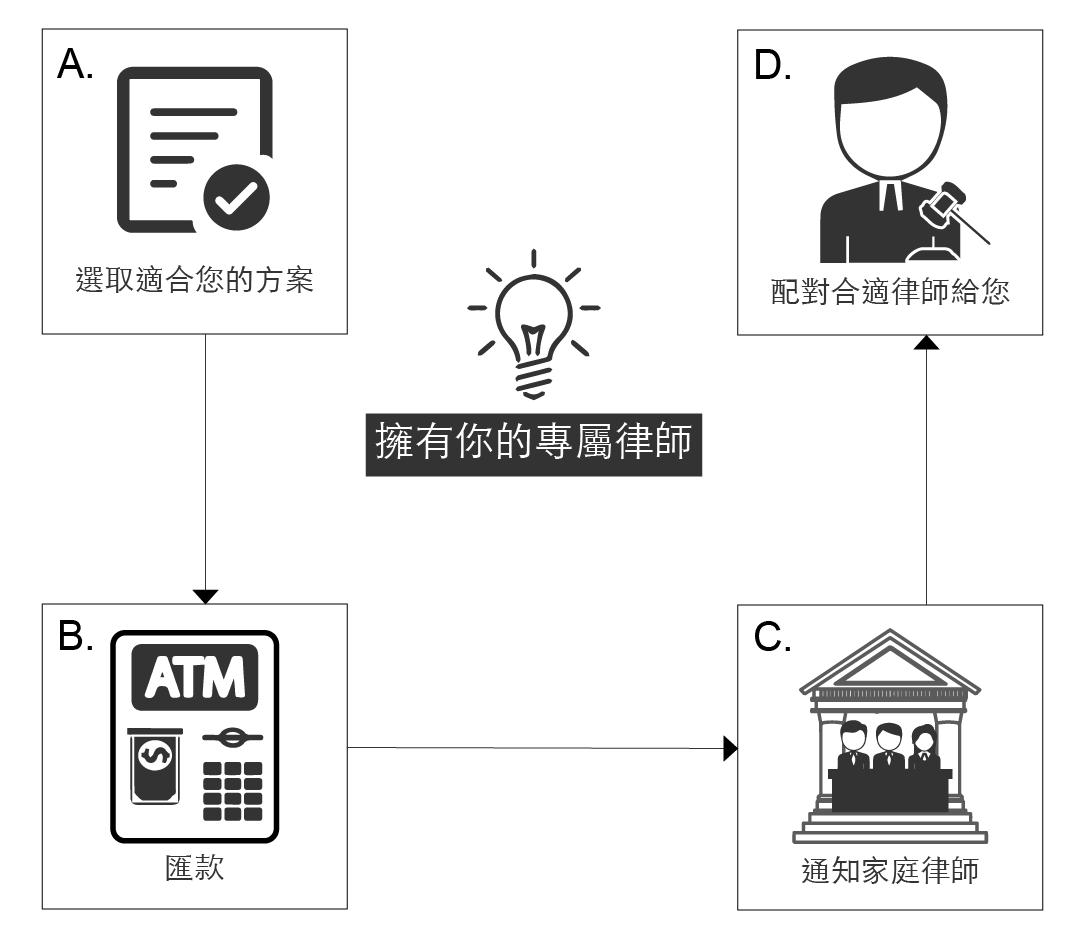 A.
選取適合您的方案
擁有你的專屬律師
B.
ATM
$
匯款
C.
通知家庭律師
D.
配對合適律師給您